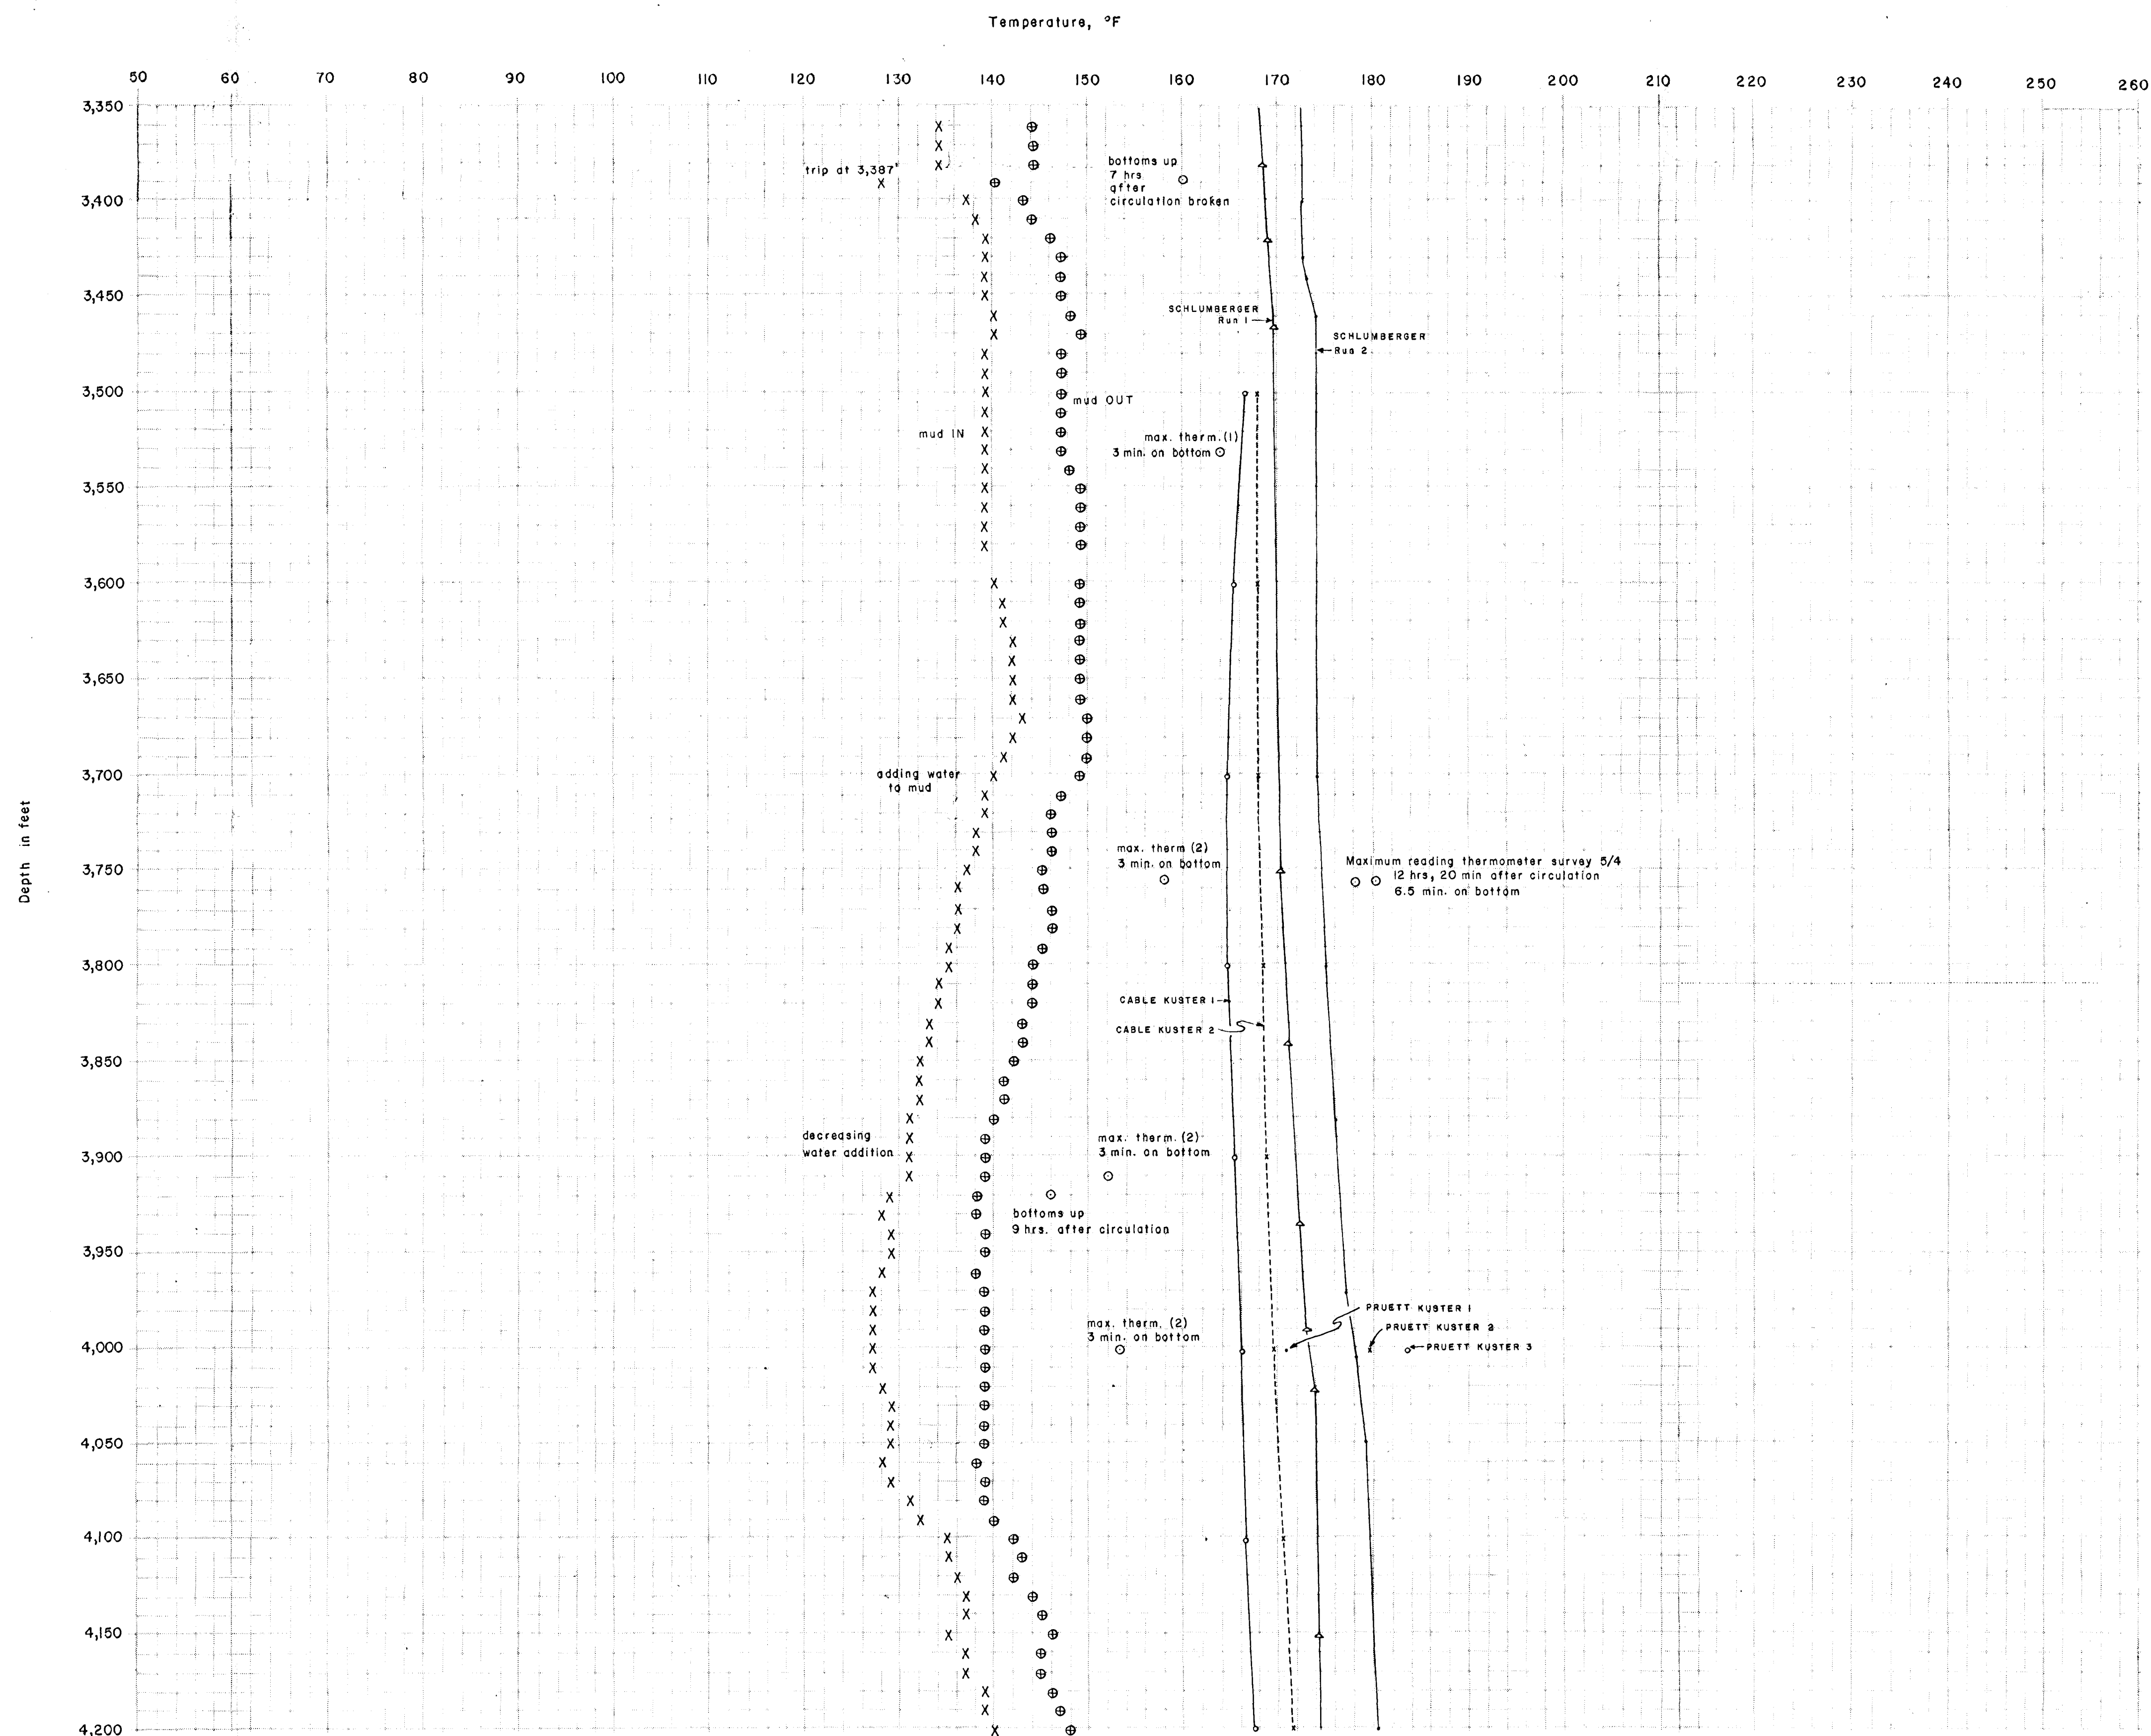 Temperature, °F
50 60 70 80 90 100 110 120 130 140 150 160 170 180 190 200 210 220 230 240 250 260
3,350
trip at 3,387'
bottoms up
7 hrs
after
circulation broken
3,400
3,450
SCHLUMBERGER
Run 1
SCHLUMBERGER
Run 2
3,500
mud OUT
mud IN
max. therm. (1)
3 min. on bottom
3,550
3,600
3,650
3,700
adding water
to mud
Depth in feet
max. therm (2)
3 min. on bottom
Maximum reading thermometer survey 5/4
12 hrs, 20 min after circulation
6.5 min. on bottom
3,750
3,800
CABLE KUSTER 1
CABLE KUSTER 2
3,850
decreasing
water addition
max. therm. (2)
3 min. on bottom
3,900
bottoms up
9 hrs. after circulation
3,950
PRUETT KUSTER 1
PRUETT KUSTER 2
PRUETT KUSTER 3
max. therm. (2)
3 min. on bottom
4,000
4,050
4,100
4,150
4,200